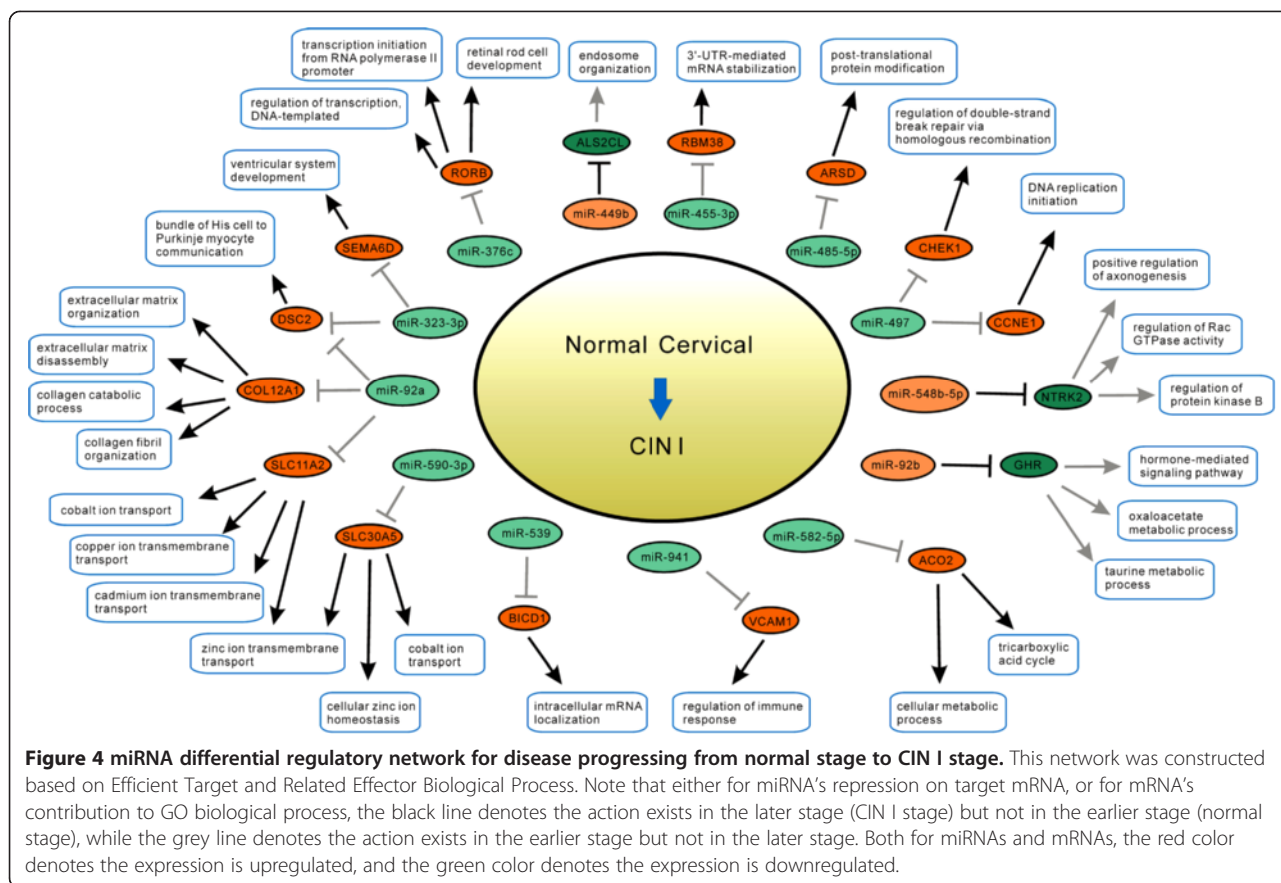 transcription initiation
from RNA polymerase II
promoter
retinal rod cell
development
endosome
organization
3'-UTR-mediated
mRNA stabilization
post-translational
protein modification
regulation of transcription,
DNA-templated
regulation of double-strand
break repair via
homologous recombination
ventricular system
development
RORB
ALS2CL
RBM38
ARSD
DNA replication
initiation
bundle of His cell to
Purkinje myocyte
communication
SEMA6D
miR-376c
miR-449b
miR-455-3p
miR-485-5p
CHEK1
positive regulation
of axonogenesis
extracellular matrix
organization
DSC2
miR-323-3p
miR-497
CCNE1
regulation of Rac
GTPase activity
extracellular matrix
disassembly
COL12A1
miR-92a
Normal Cervical
miR-548b-5p
NTRK2
regulation of
protein kinase B
collagen catabolic
process
collagen fibril
organization
CIN I
SLC11A2
miR-590-3p
miR-92b
GHR
hormone-mediated
signaling pathway
cobalt ion transport
oxaloacetate
metabolic process
copper ion transmembrane
transport
SLC30A5
miR-539
miR-941
miR-582-5p
ACO2
taurine metabolic
process
cadmium ion transmembrane
transport
BICD1
VCAM1
zinc ion transmembrane
transport
cobalt ion
transport
tricarboxylic
acid cycle
cellular zinc ion
homeostasis
intracellular mRNA
localization
regulation of immune
response
cellular metabolic
process
Figure 4 miRNA differential regulatory network for disease progressing from normal stage to CIN I stage. This network was constructed
based on Efficient Target and Related Effector Biological Process. Note that either for miRNA's repression on target mRNA, or for mRNA's
contribution to GO biological process, the black line denotes the action exists in the later stage (CIN I stage) but not in the earlier stage (normal
stage), while the grey line denotes the action exists in the earlier stage but not in the later stage. Both for miRNAs and mRNAs, the red color
denotes the expression is upregulated, and the green color denotes the expression is downregulated.